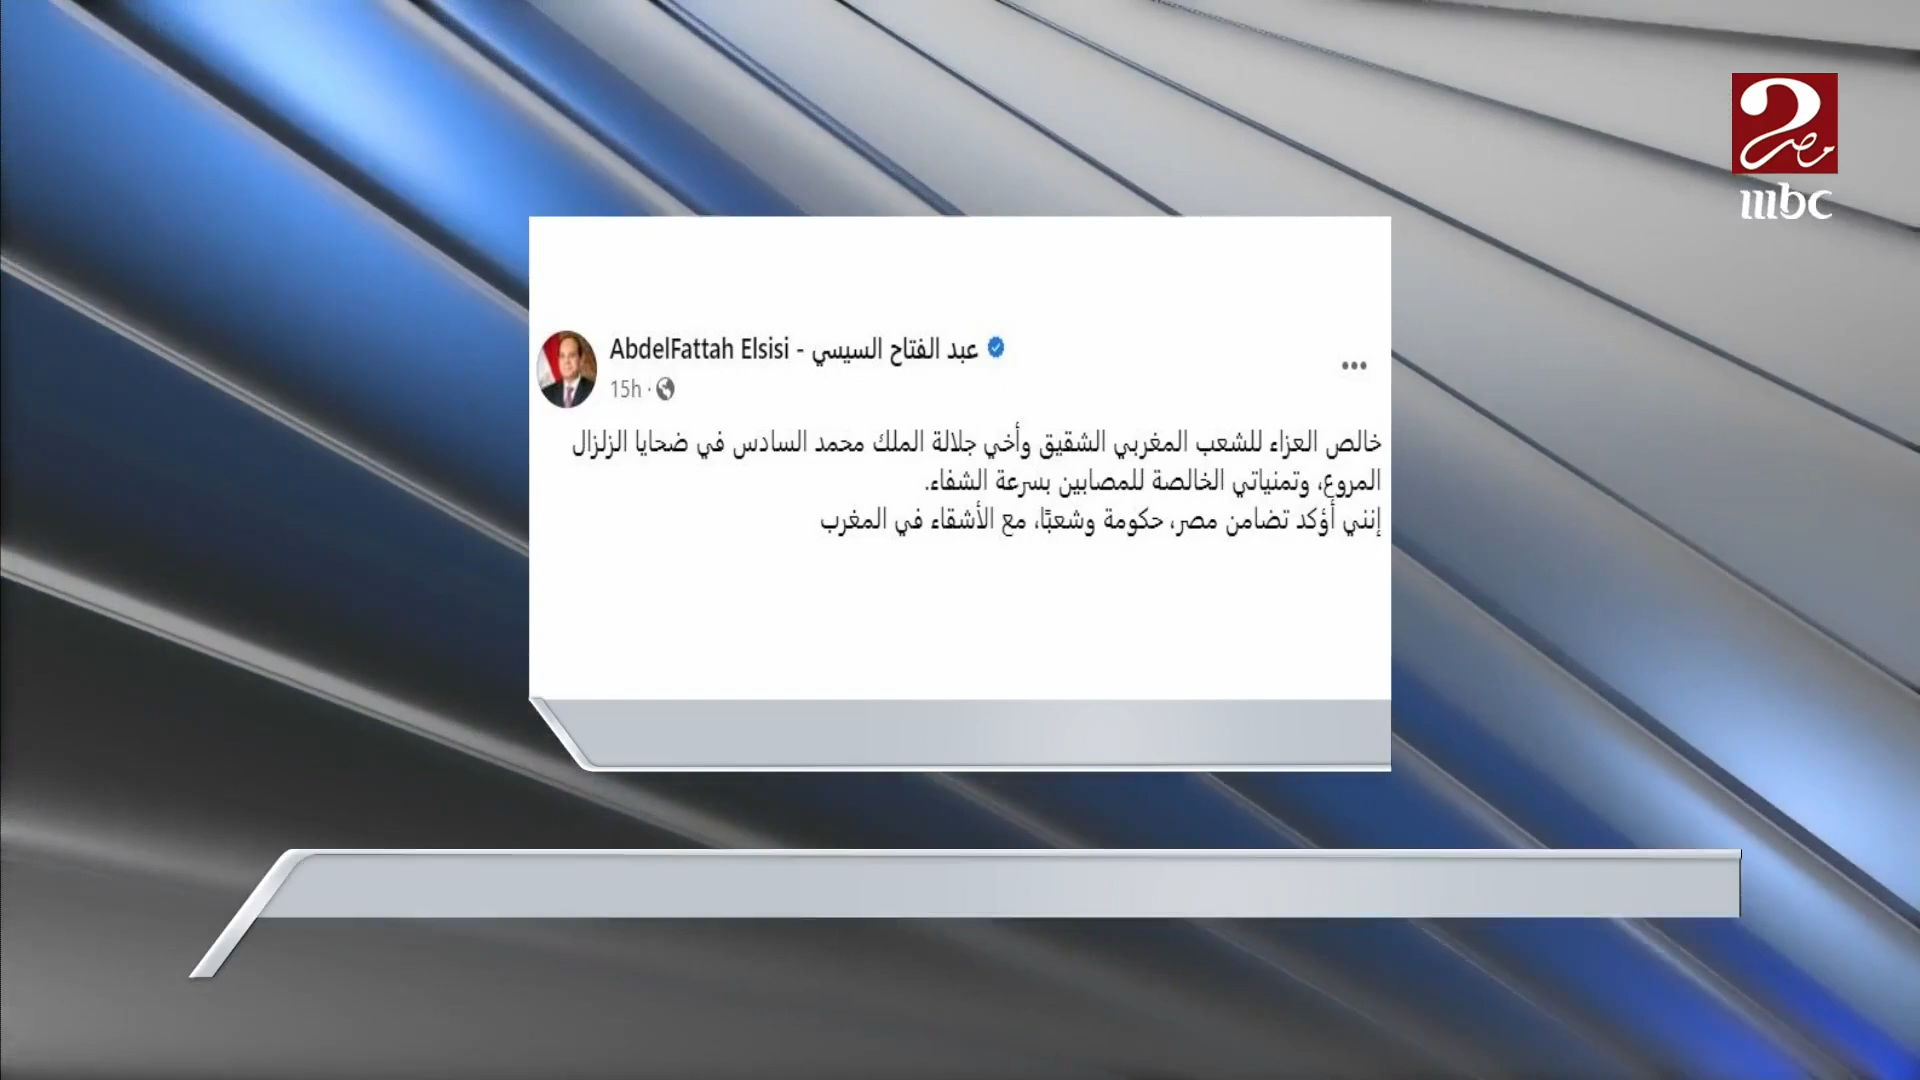 مصر
mbc
AbdelFattah Elsisi - عبد الفتاح السيسي
15h ·
خالص العزاء للشعب المغربي الشقيق وأخي جلالة الملك محمد السادس في ضحايا الزلزال
المروع، وتمنياتي الخالصة للمصابين بسرعة الشفاء.
إنني أؤكد تضامن مصر، حكومة وشعبًا، مع الأشقاء في المغرب